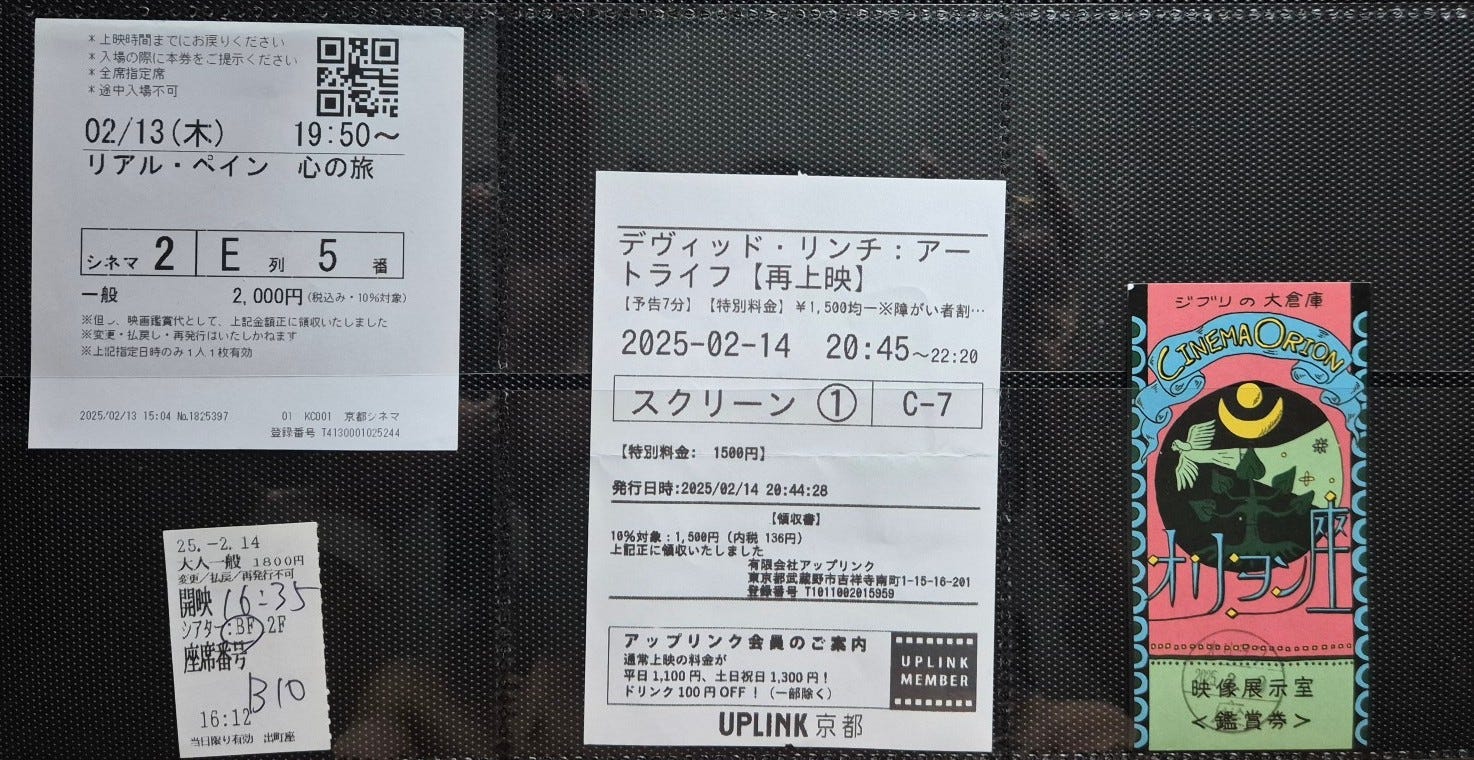 *上映時間までにお戻りください
*入場の際に本券をご提示ください
*全席指定席
*途中入場不可
02/13(木) 19:50〜
リアル・ペイン 心の旅
シネマ 2 E 列 5 番
一般 2,000円(税込み・10%対象)
※但し、映画鑑賞代として、上記金額正に領収いたしました
※変更・払戻し・再発行はいたしかねます
※上記指定日時のみ1人1枚有効
2025/02/13 15:04 No.1825397 01 KC001 京都シネマ
登録番号 T4130001025244
25.-2.14
大人一般 1800円
変更/払戻/再発行不可
開映 16:35
シアター:BF 2F
座席番号
B10
16:12
当日限り有効 出町座
デヴィッド・リンチ:アー
トライフ【再上映】
【予告7分】【特別料金】¥1,500均一※障がい者割…
2025-02-14 20:45〜22:20
スクリーン ① C-7
【特別料金: 1500円】
発行日時:2025/02/14 20:44:28
【領収書】
10%対象:1,500円 (内税 136円)
上記正に領収いたしました
有限会社アップリンク
東京都武蔵野市吉祥寺南町1-15-16-201
登録番号 T1011002015959
アップリンク会員のご案内
通常上映の料金が
平日1,100円、土日祝日1,300円!
ドリンク100円OFF!(一部除く)
UPLINK
MEMBER
UPLINK 京都
ジブリの大倉庫
CINEMA ORION
オリヲン座
映像展示室
<鑑賞券>